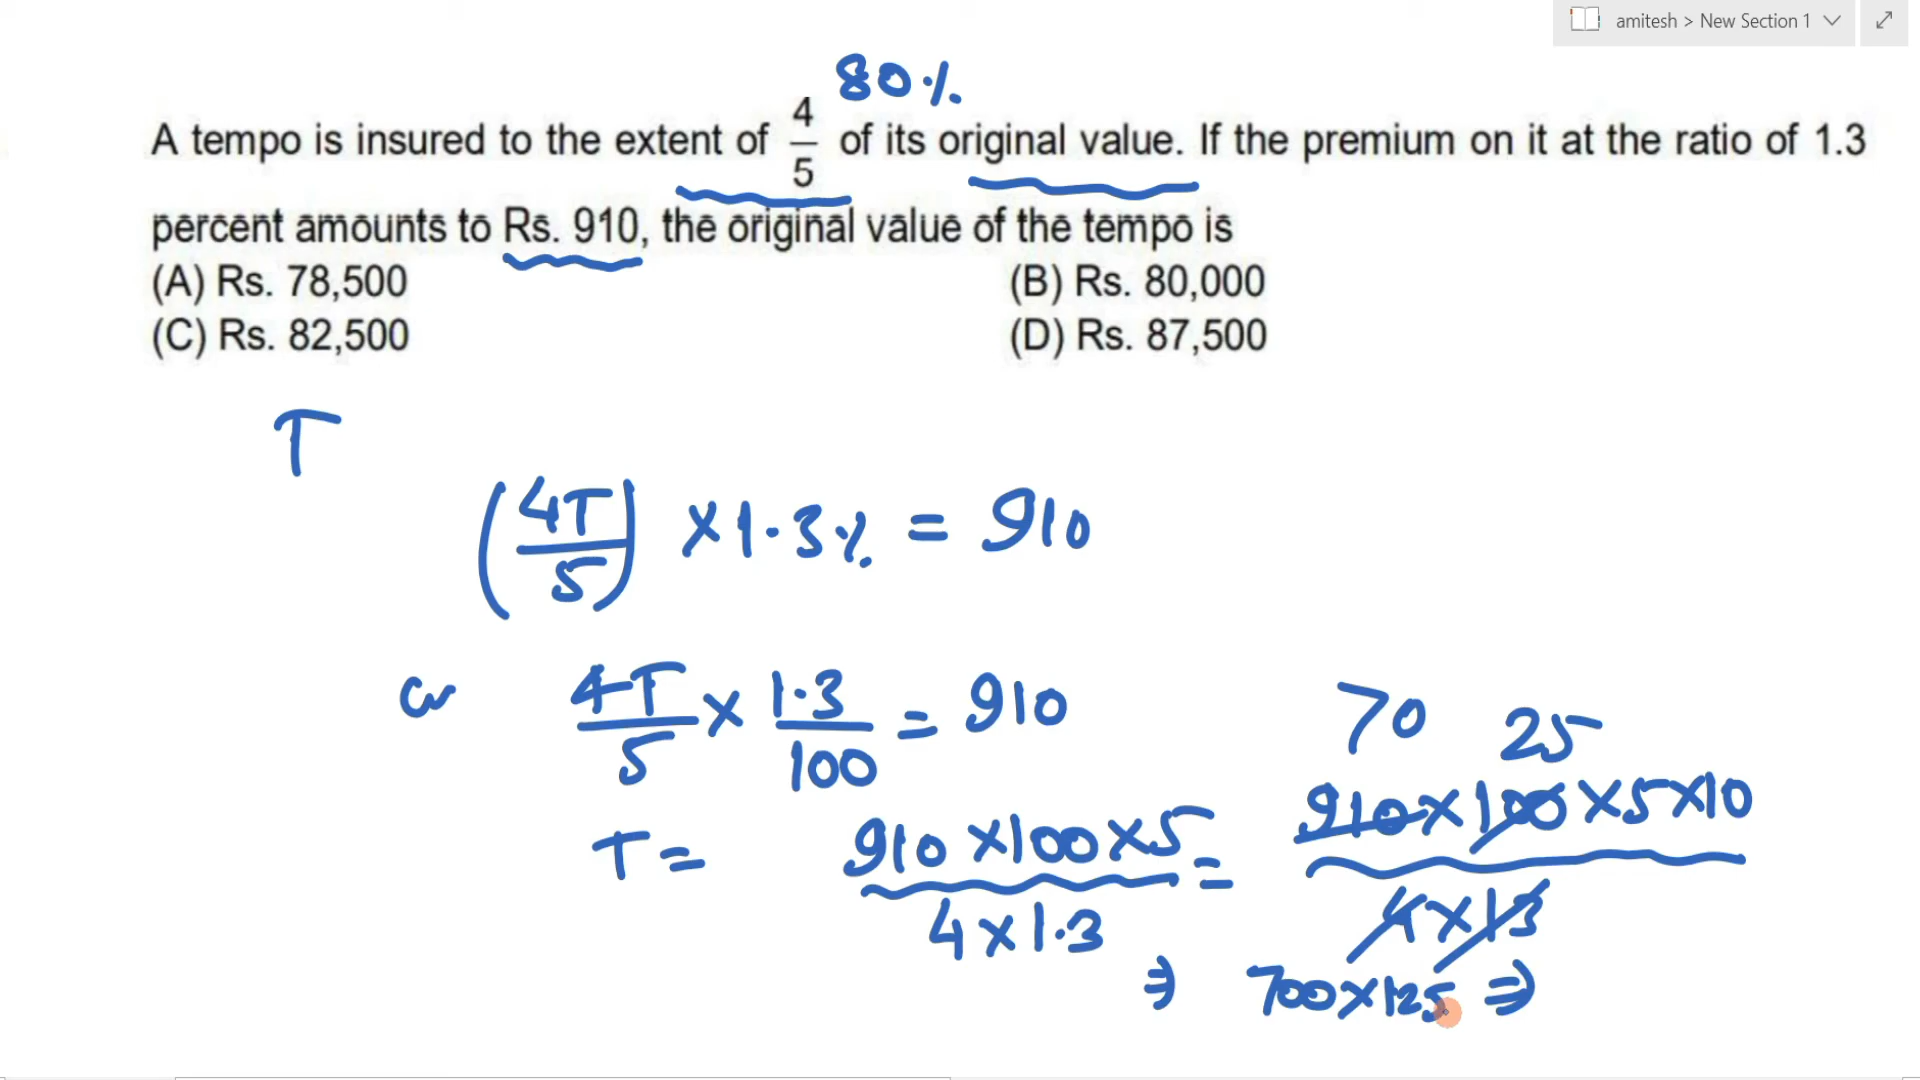 amitesh > New Section 1
80%
A tempo is insured to the extent of 4/5 of its original value. If the premium on it at the ratio of 1.3
percent amounts to Rs. 910, the original value of the tempo is
(A) Rs. 78,500 (B) Rs. 80,000
(C) Rs. 82,500 (D) Rs. 87,500
T
(4T/5) × 1.3% = 910
4T/5 × 1.3/100 = 910
70 25
T = 910 × 100 × 5 / 4 × 1.3 = 910 × 100 × 5 × 10 / 4 × 13
⇒ 700 × 125 ⇒